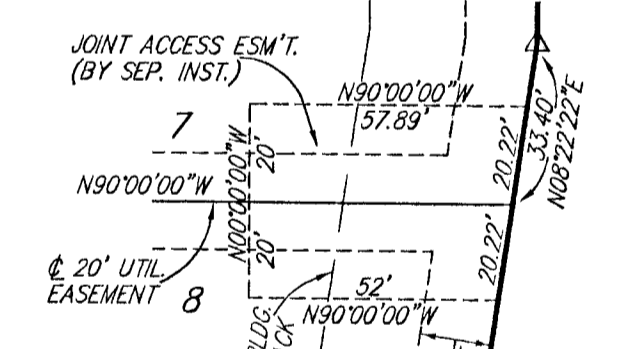 JOINT ACCESS ESM'T.
(BY SEP. INST.)
N90°00'00"W
57.89'
7
20'
N00°00'00"W
20.22'
33.40'
N08°22'22"E
N90°00'00"W
20'
20.22'
℄ 20' UTIL.
EASEMENT
8
52'
N90°00'00"W